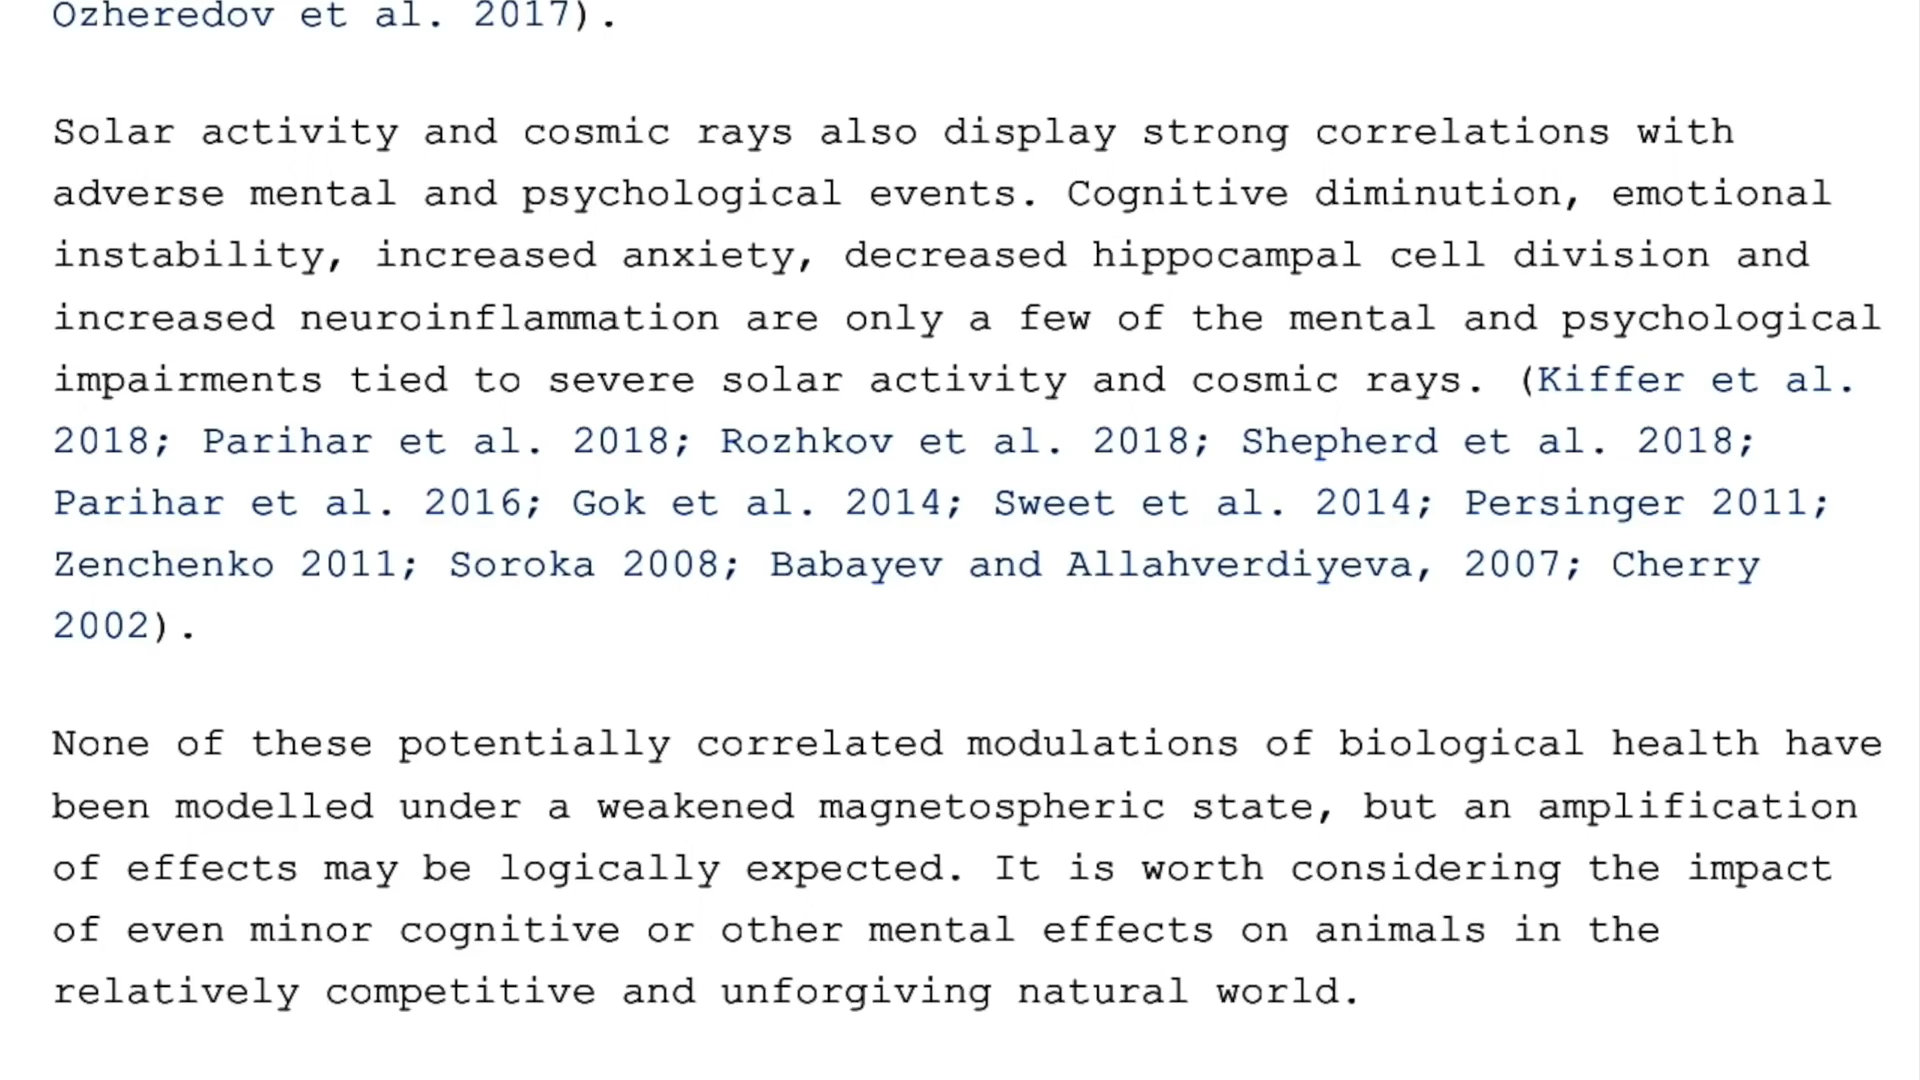 Ozheredov et al. 2017).
Solar activity and cosmic rays also display strong correlations with
adverse mental and psychological events. Cognitive diminution, emotional
instability, increased anxiety, decreased hippocampal cell division and
increased neuroinflammation are only a few of the mental and psychological
impairments tied to severe solar activity and cosmic rays. (Kiffer et al.
2018; Parihar et al. 2018; Rozhkov et al. 2018; Shepherd et al. 2018;
Parihar et al. 2016; Gok et al. 2014; Sweet et al. 2014; Persinger 2011;
Zenchenko 2011; Soroka 2008; Babayev and Allahverdiyeva, 2007; Cherry
2002).
None of these potentially correlated modulations of biological health have
been modelled under a weakened magnetospheric state, but an amplification
of effects may be logically expected. It is worth considering the impact
of even minor cognitive or other mental effects on animals in the
relatively competitive and unforgiving natural world.